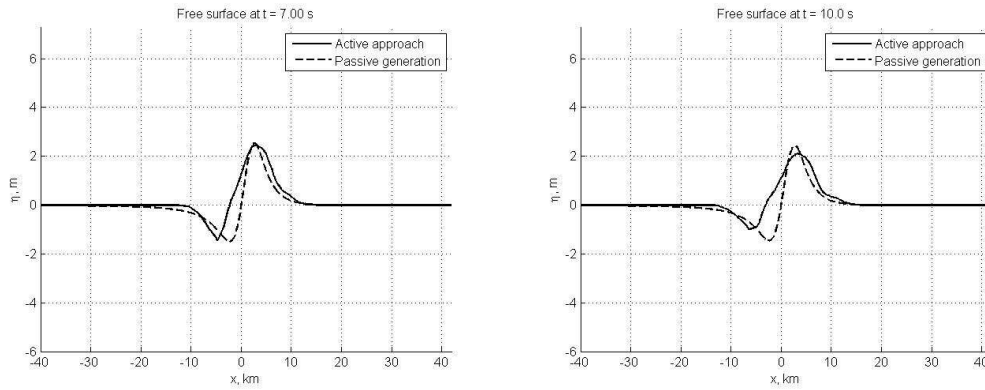 Free surface at t = 7.00 s
Active approach
Passive generation
6
4
2
0
-2
-4
-6
η, m
-40 -30 -20 -10 0 10 20 30 40
x, km
Free surface at t = 10.0 s
Active approach
Passive generation
6
4
2
0
-2
-4
-6
η, m
-40 -30 -20 -10 0 10 20 30 40
x, km